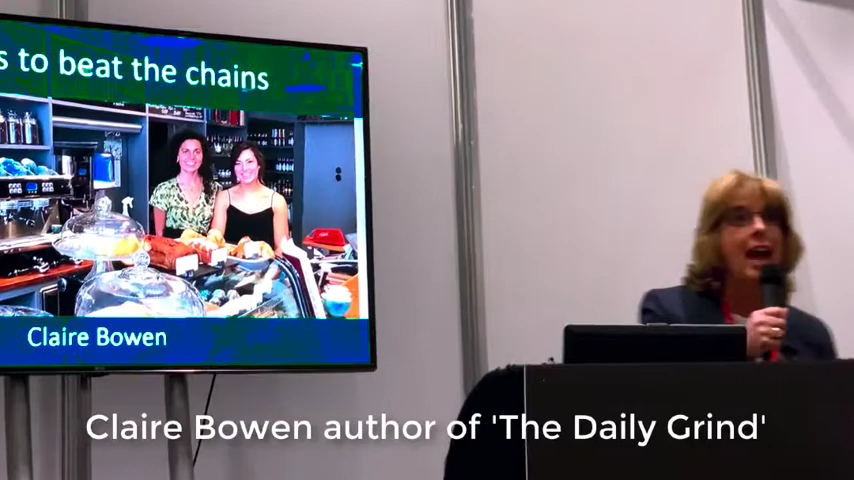 s to beat the chains
Claire Bowen
Claire Bowen author of 'The Daily Grind'